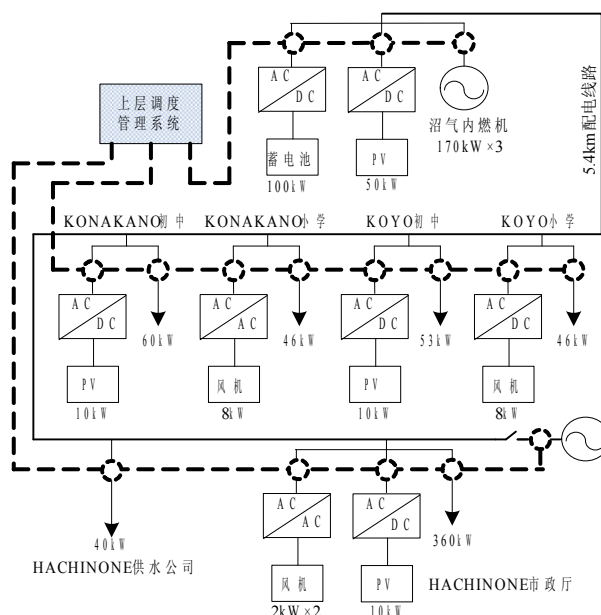 AC
DC
AC
DC
上层调度
管理系统
蓄电池
100kW
PV
50kW
沼气内燃机
170kW×3
5.4km配电线路
KONAKANO初中
KONAKANO小学
KOYO初中
KOYO小学
AC
DC
60kW
AC
AC
46kW
AC
DC
53kW
AC
DC
46kW
PV
10kW
风机
8kW
PV
10kW
风机
8kW
AC
AC
AC
DC
40kW
360kW
HACHINONE供水公司
HACHINONE市政厅
风机
2kW×2
PV
10kW